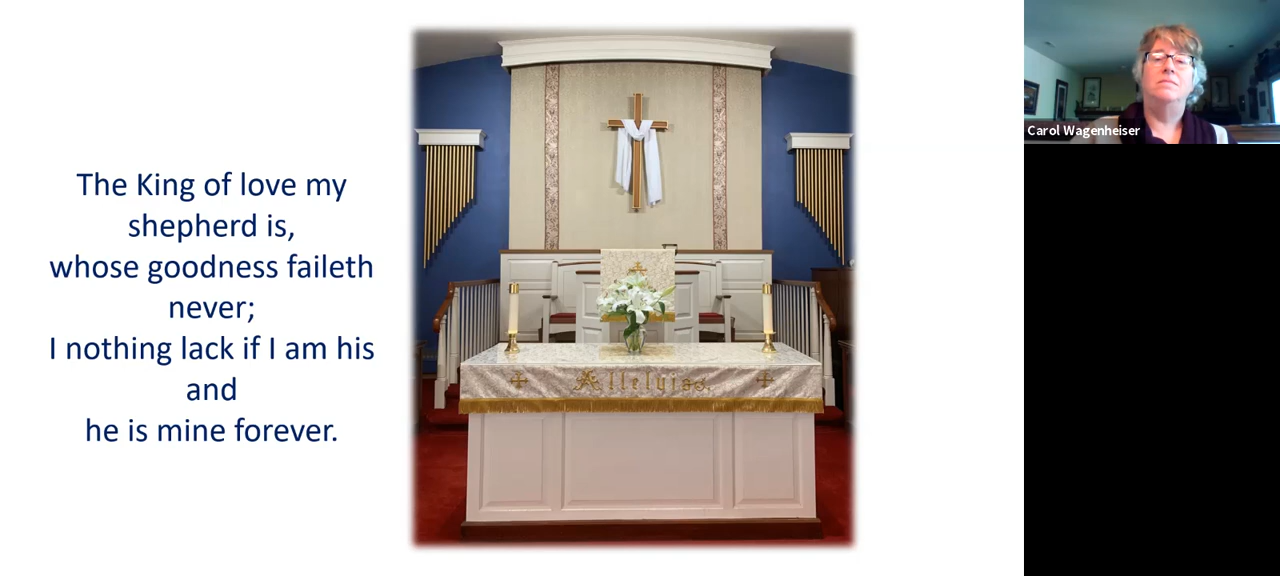 The King of love my
shepherd is,
whose goodness faileth
never;
I nothing lack if I am his
and
he is mine forever.
Alleluias.
Carol Wagenheiser